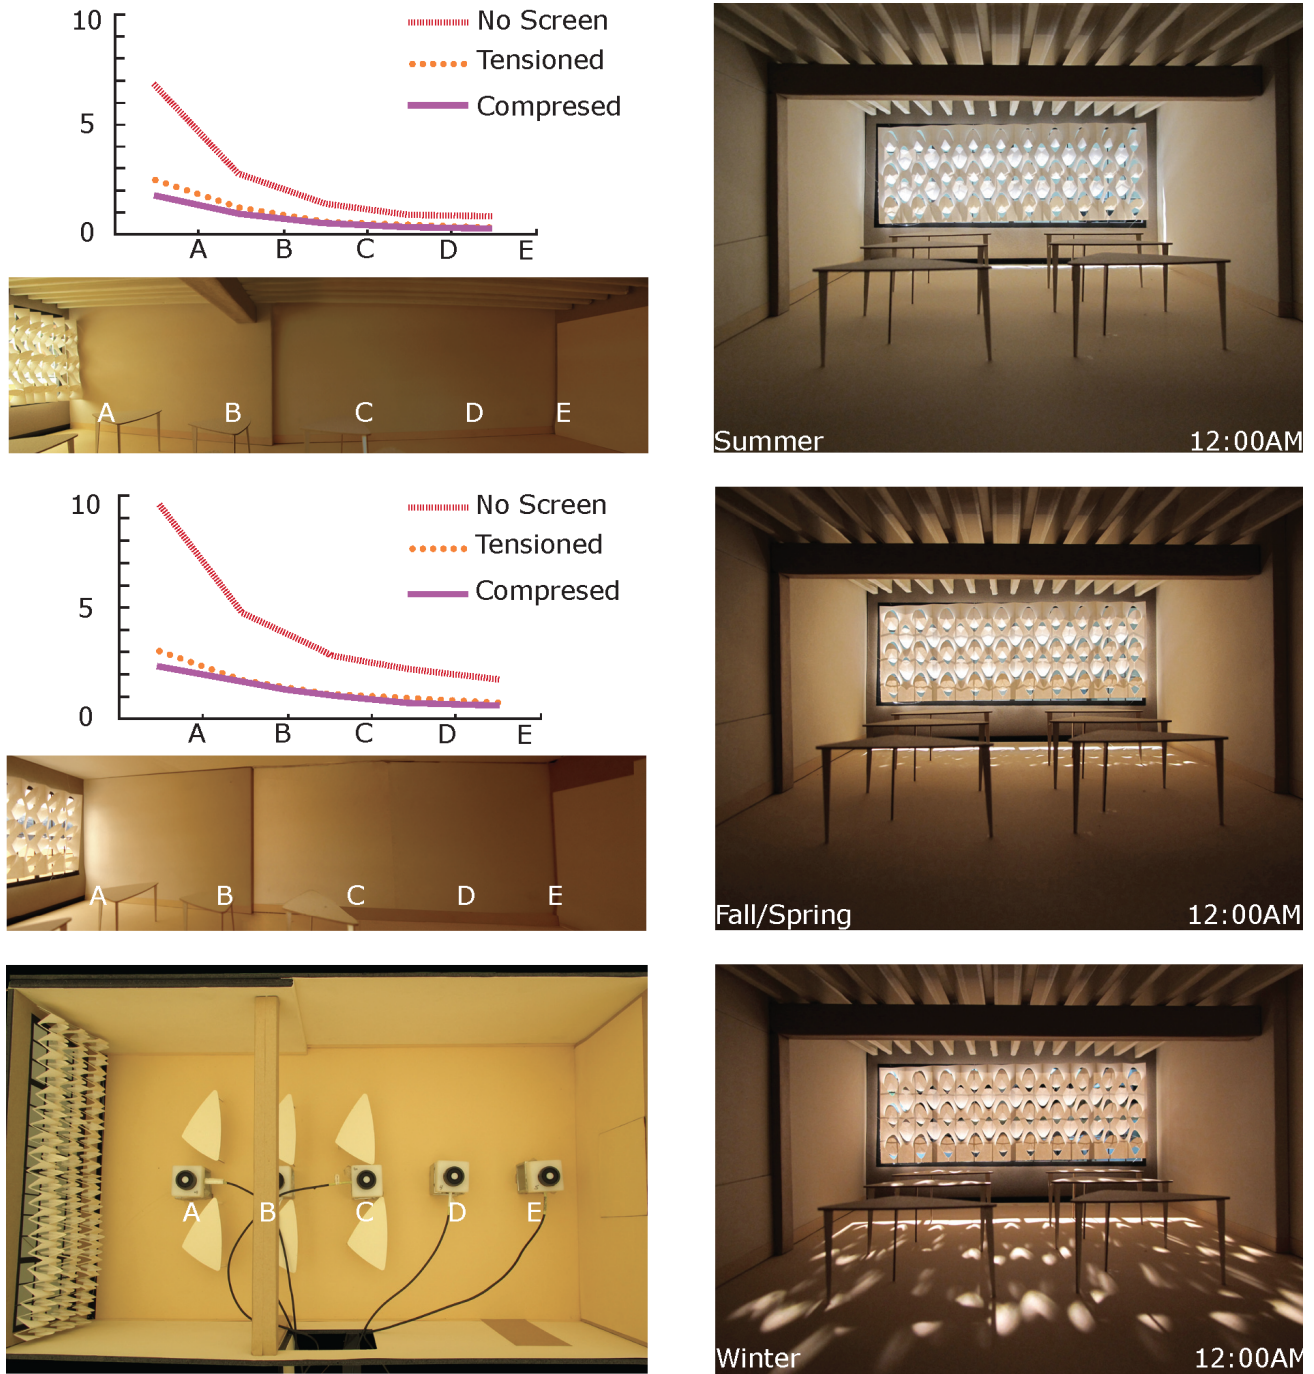 10
5
0
No Screen
Tensioned
Compresed
A B C D E
A B C D E
Summer 12:00AM
10
5
0
No Screen
Tensioned
Compresed
A B C D E
A B C D E
Fall/Spring 12:00AM
A B C D E
Winter 12:00AM